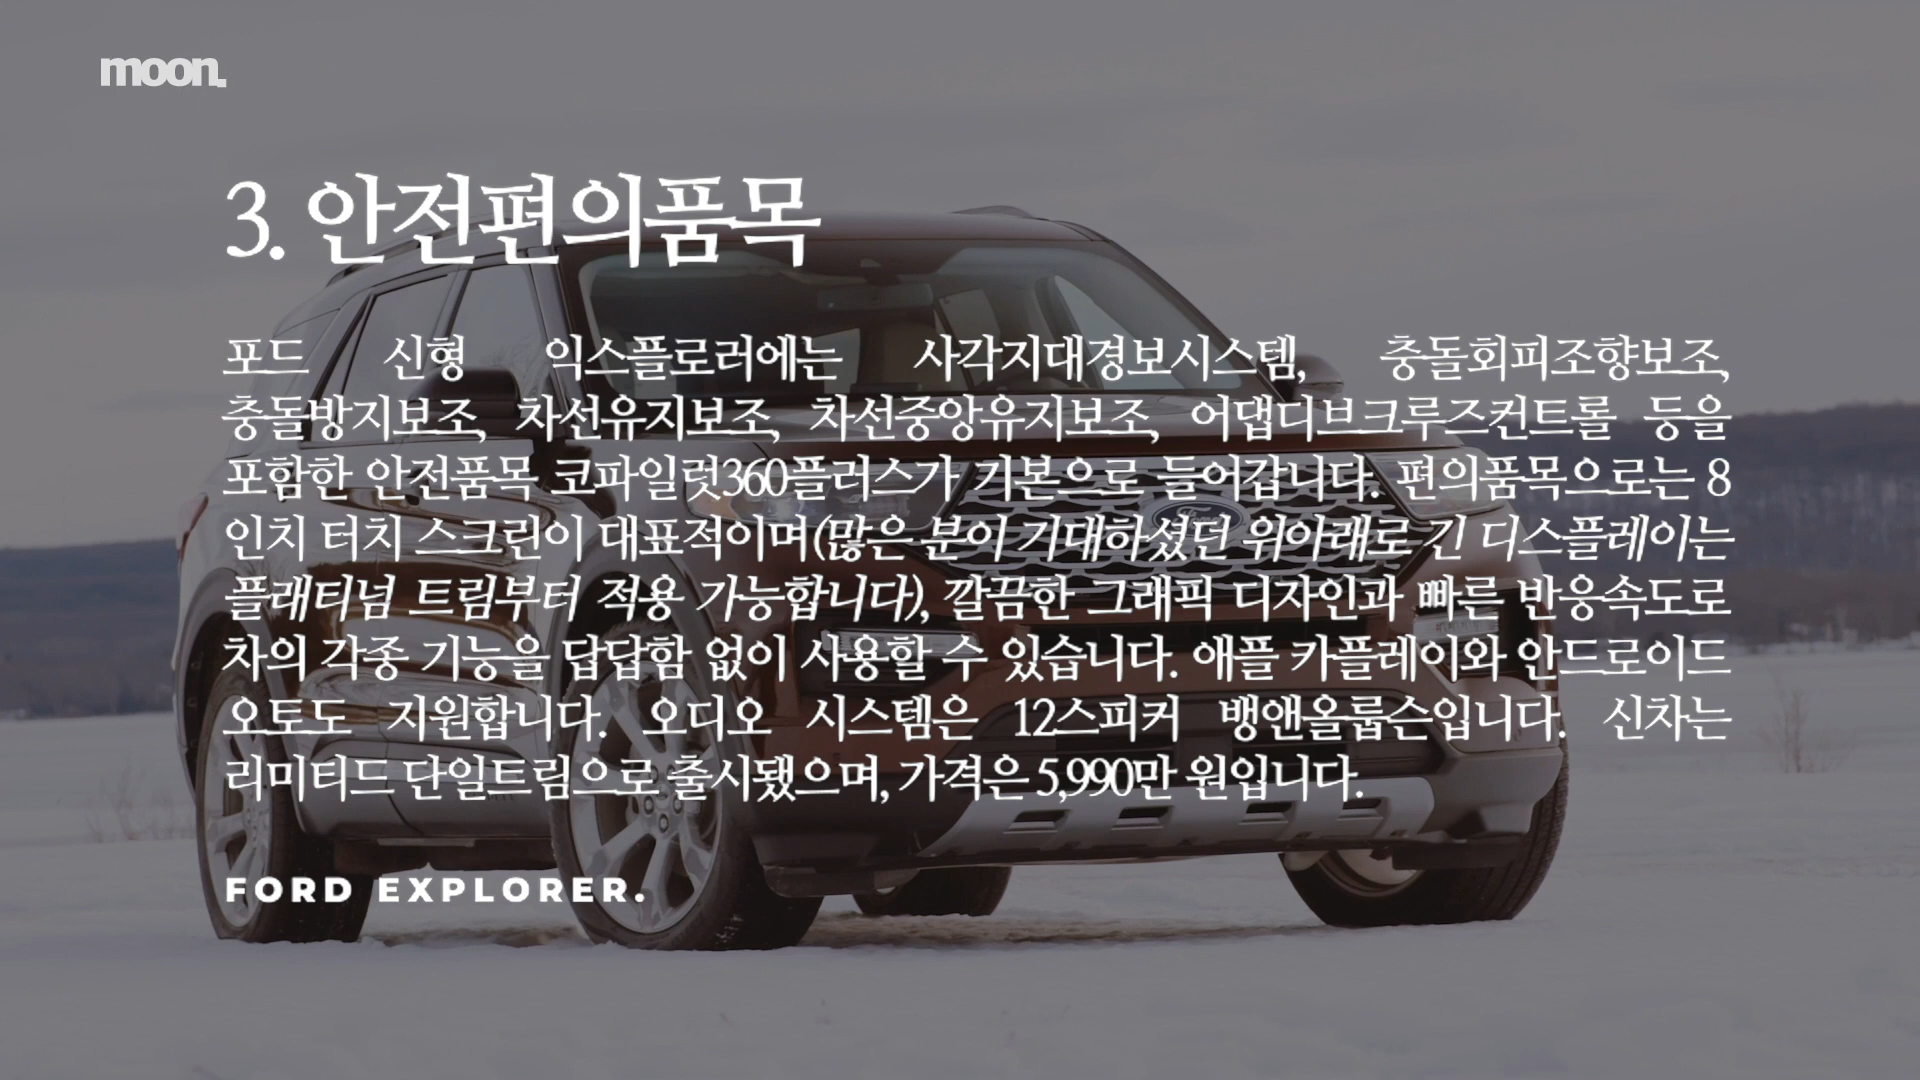 moon.
3. 안전편의품목
포드 신형 익스플로러에는 사각지대경보시스템, 충돌회피조향보조,
충돌방지보조, 차선유지보조, 차선중앙유지보조, 어댑디브크루즈컨트롤 등을
포함한 안전품목 코파일럿360플러스가 기본으로 들어갑니다. 편의품목으로는 8
인치 터치 스크린이 대표적이며(많은 분이 기대하셨던 위아래로 긴 디스플레이는
플래티넘 트림부터 적용 가능합니다), 깔끔한 그래픽 디자인과 빠른 반응속도로
차의 각종 기능을 답답함 없이 사용할 수 있습니다. 애플 카플레이와 안드로이드
오토도 지원합니다. 오디오 시스템은 12스피커 뱅앤올룹슨입니다. 신차는
리미티드 단일트림으로 출시됐으며, 가격은 5,990만 원입니다.
FORD EXPLORER.